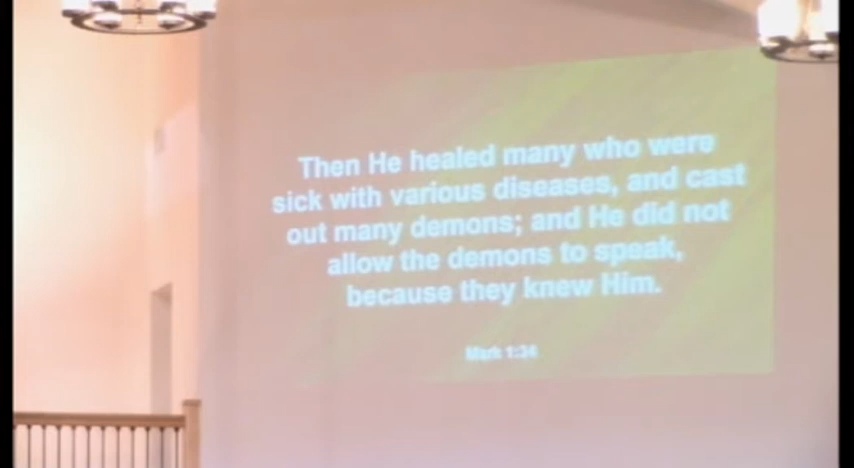 Then He healed many who were
sick with various diseases, and cast
out many demons; and He did not
allow the demons to speak,
because they knew Him.
Mark 1:34